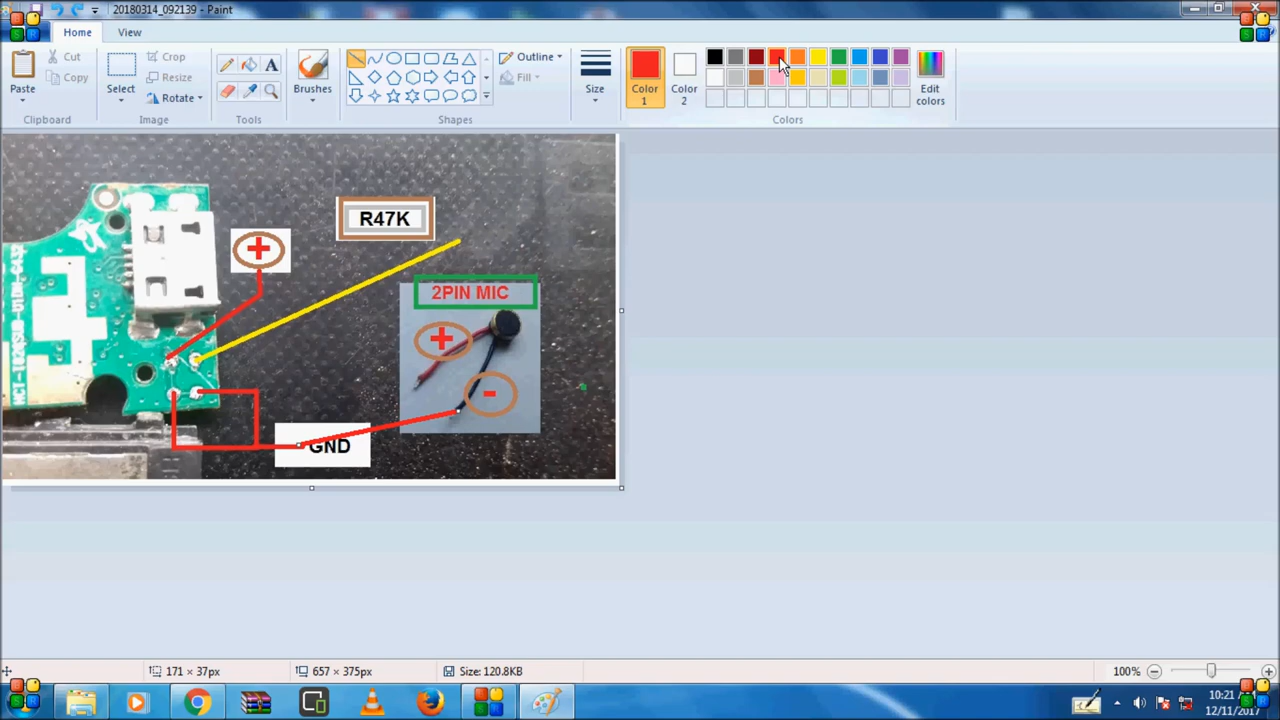 20180314_092139 - Paint
Home
View
Paste
Cut
Copy
Clipboard
Select
Crop
Resize
Rotate
Image
A
Tools
Brushes
Shapes
Outline
Fill
Size
Color
1
Color
2
Edit
colors
Colors
R47K
+
2PIN MIC
+
-
GND
171 × 37px
657 × 375px
Size: 120.8KB
100%
S R
S R
S R
S R
10:21
12/11/2017